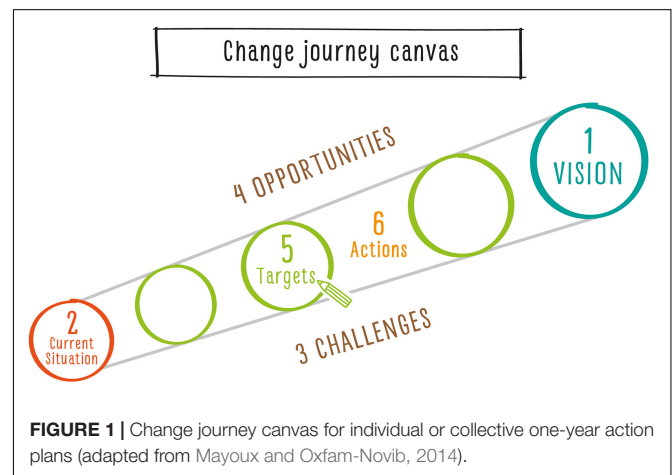 Change journey canvas
1
VISION
4 OPPORTUNITIES
6
Actions
5
Targets
3 CHALLENGES
2
Current
Situation
FIGURE 1 | Change journey canvas for individual or collective one-year action
plans (adapted from Mayoux and Oxfam-Novib, 2014).